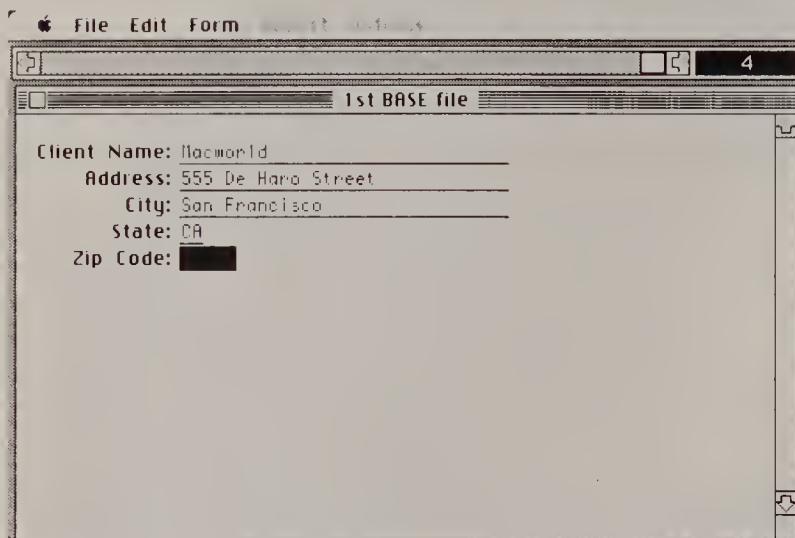 File Edit Form
4
1st BASE file
Client Name: Macworld
Address: 555 De Haro Street
City: San Francisco
State: CA
Zip Code: